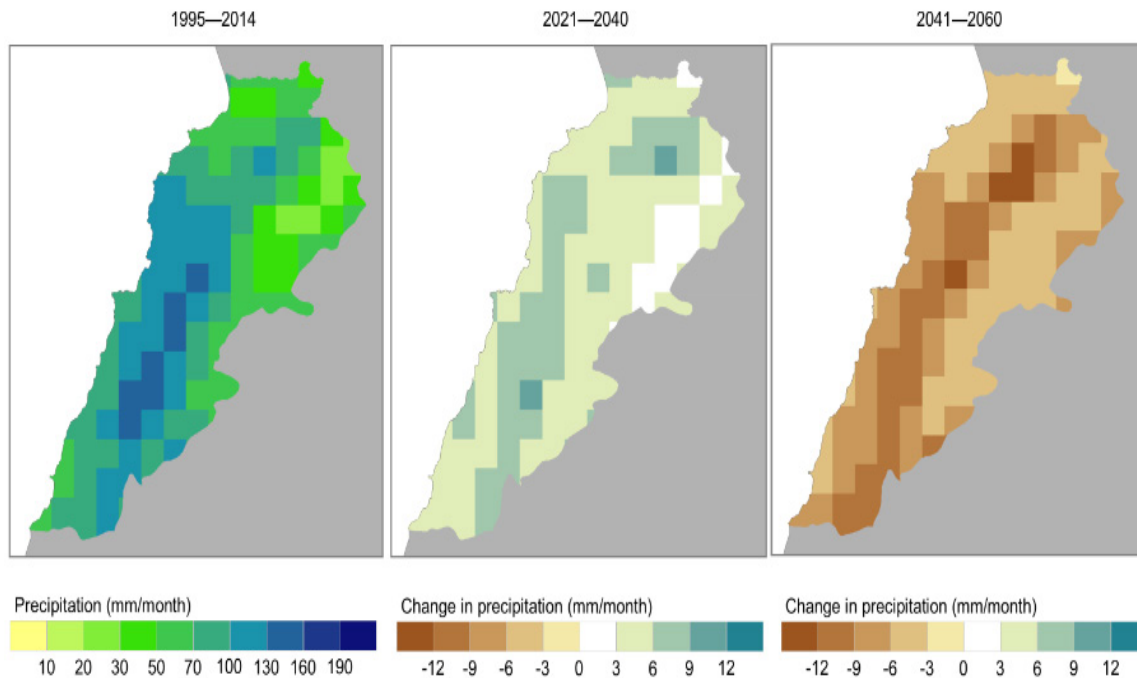 1995—2014
2021—2040
2041—2060
Precipitation (mm/month)
10 20 30 50 70 100 130 160 190
Change in precipitation (mm/month)
-12 -9 -6 -3 0 3 6 9 12
Change in precipitation (mm/month)
-12 -9 -6 -3 0 3 6 9 12